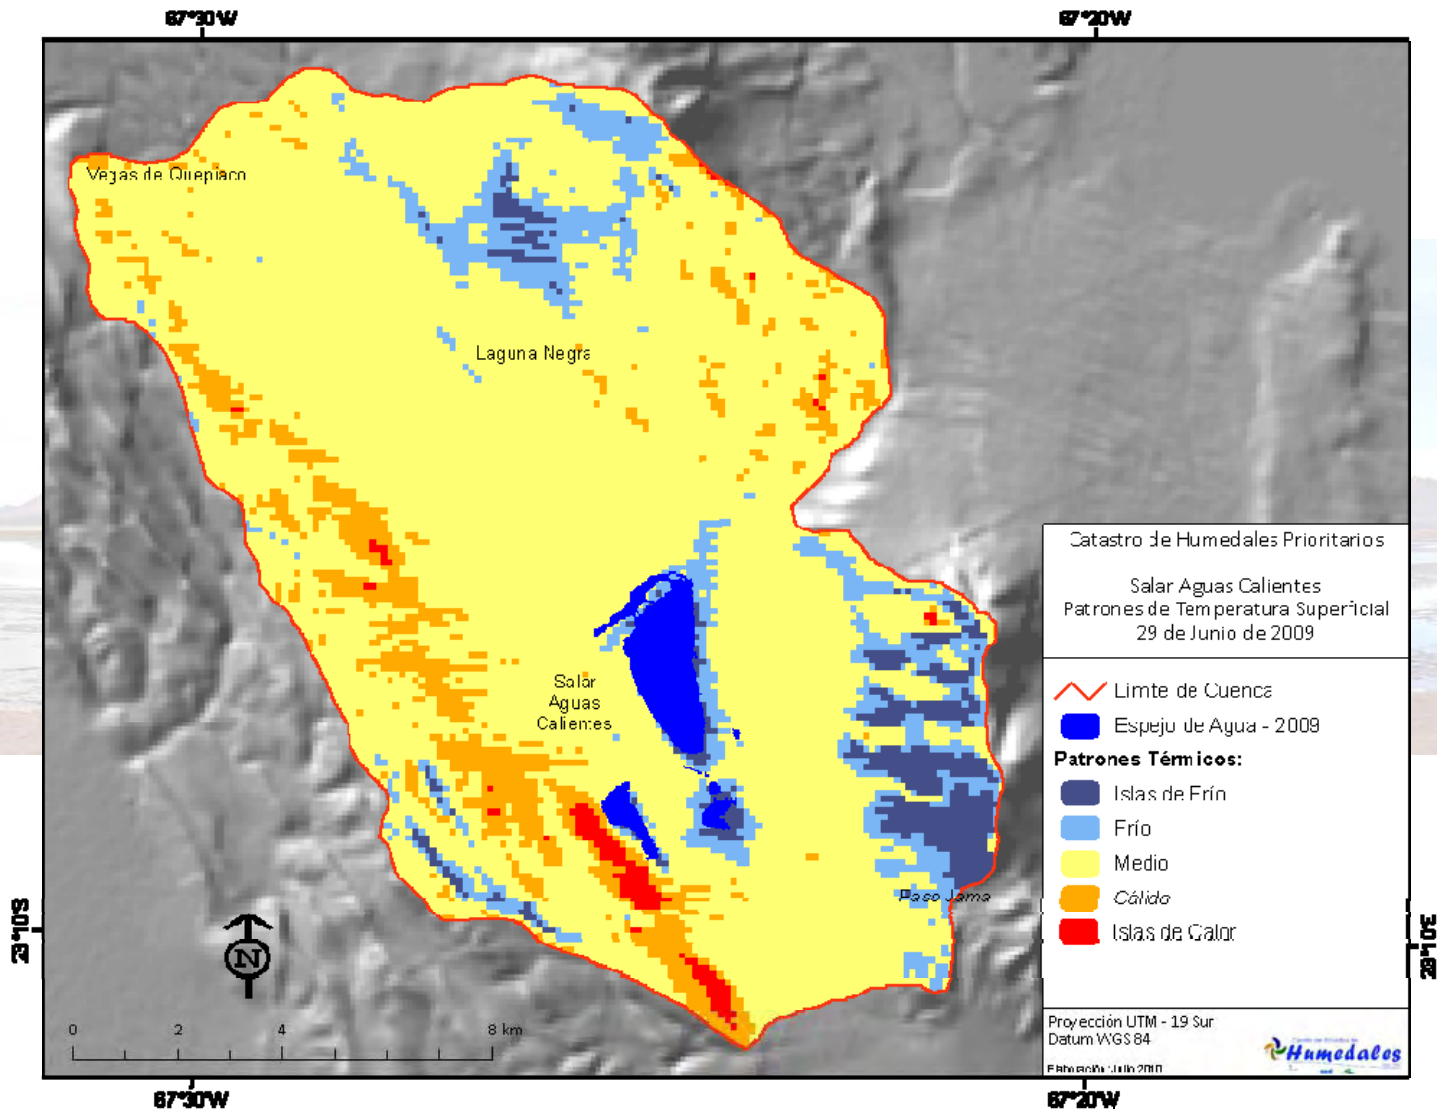 67°30'W
67°20'W
Vegas de Quepiaco
Laguna Negra
Salar
Aguas
Calientes
Paso Jama
23°10'S
N
0 2 4 8 km
Catastro de Humedales Prioritarios
Salar Aguas Calientes
Patrones de Temperatura Superficial
29 de Junio de 2009
Limte de Cuenca
Espejo de Agua - 2009
Patrones Térmicos:
Islas de Frío
Frío
Medio
Cálido
Islas de Calor
Proyección UTM - 19 Sur
Datum WGS 84
Elaboración: Julio 2010
Humedales
23°10'S
67°30'W
67°20'W